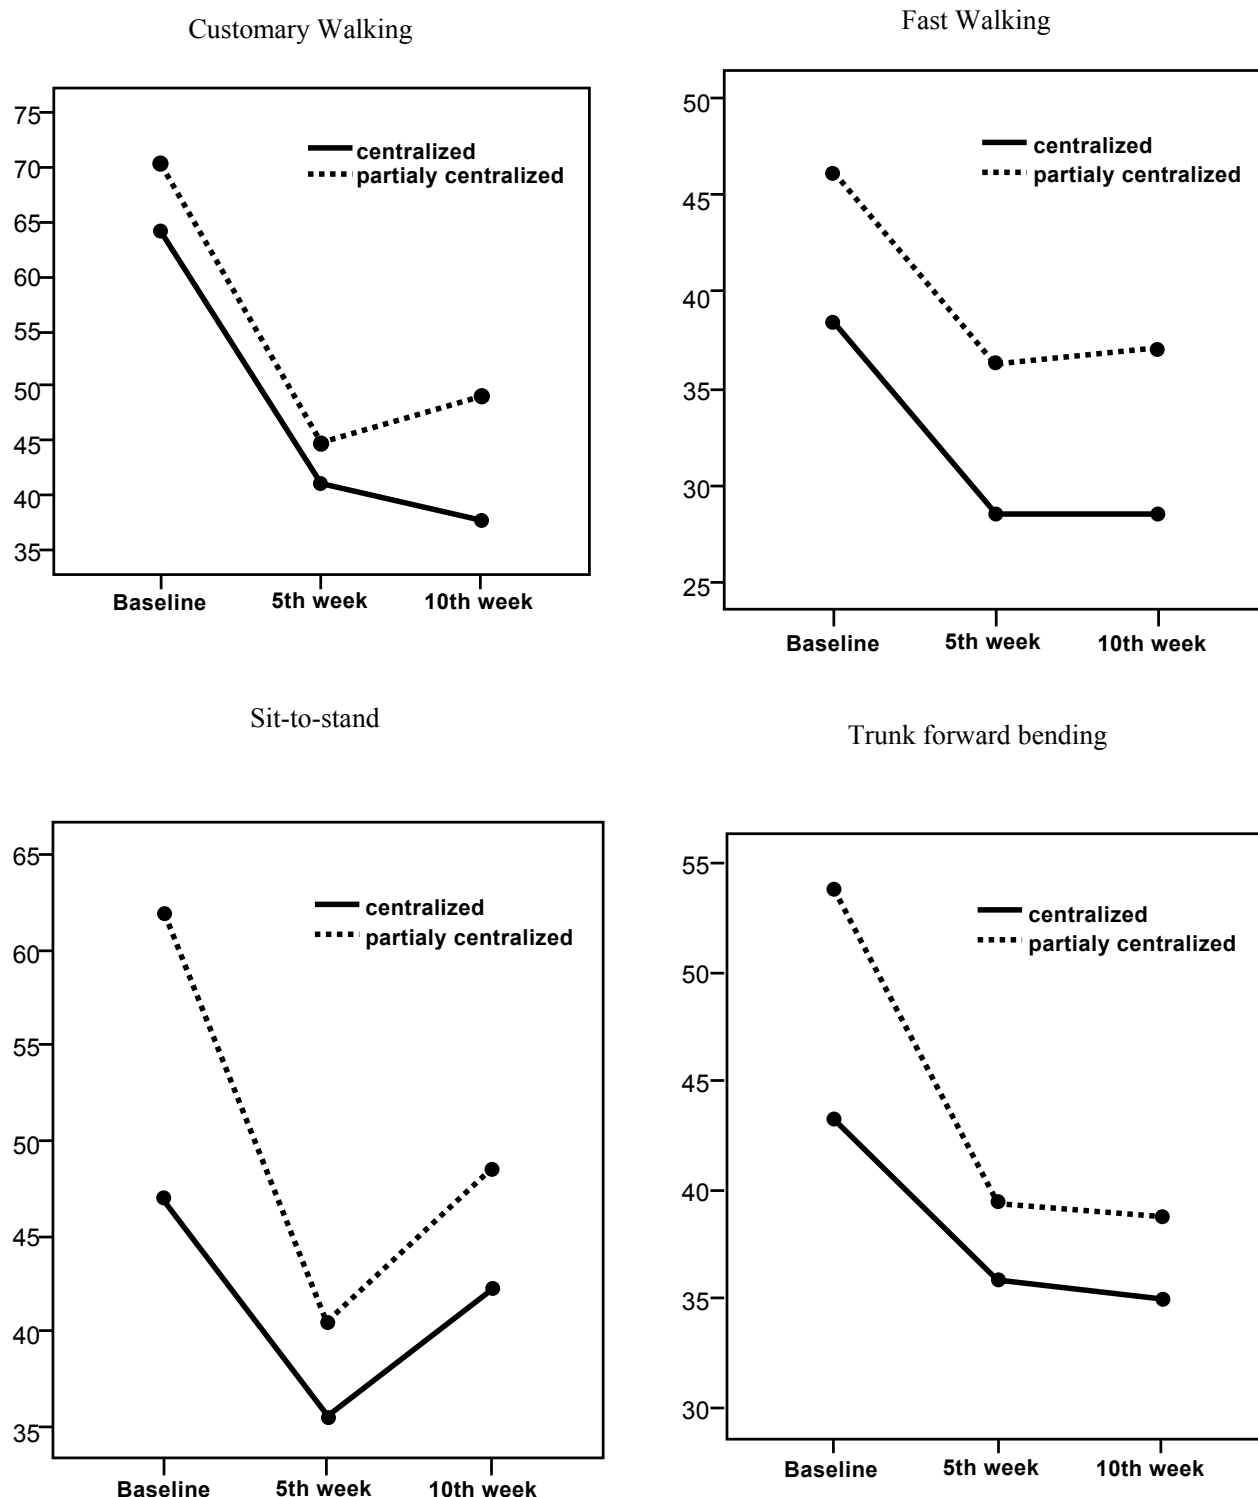 Customary Walking
75
70
65
60
55
50
45
40
35
centralized
partialy centralized
Baseline 5th week 10th week
Fast Walking
50
45
40
35
30
25
centralized
partialy centralized
Baseline 5th week 10th week
Sit-to-stand
65
60
55
50
45
40
35
centralized
partialy centralized
Baseline 5th week 10th week
Trunk forward bending
55
50
45
40
35
30
centralized
partialy centralized
Baseline 5th week 10th week